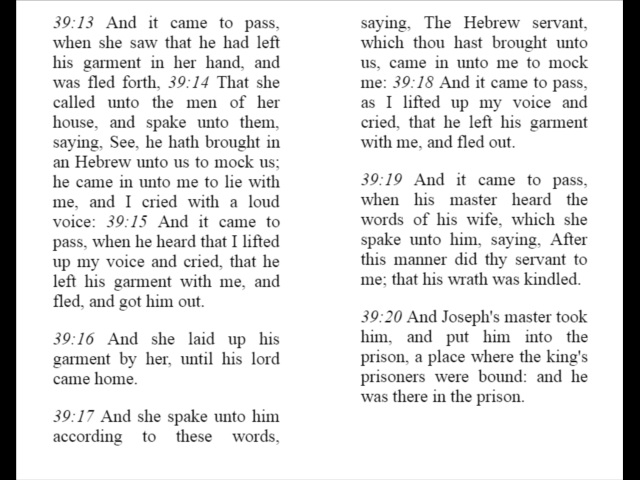 39:13 And it came to pass,
when she saw that he had left
his garment in her hand, and
was fled forth, 39:14 That she
called unto the men of her
house, and spake unto them,
saying, See, he hath brought in
an Hebrew unto us to mock us;
he came in unto me to lie with
me, and I cried with a loud
voice: 39:15 And it came to
pass, when he heard that I lifted
up my voice and cried, that he
left his garment with me, and
fled, and got him out.
39:16 And she laid up his
garment by her, until his lord
came home.
39:17 And she spake unto him
according to these words,
saying, The Hebrew servant,
which thou hast brought unto
us, came in unto me to mock
me: 39:18 And it came to pass,
as I lifted up my voice and
cried, that he left his garment
with me, and fled out.
39:19 And it came to pass,
when his master heard the
words of his wife, which she
spake unto him, saying, After
this manner did thy servant to
me; that his wrath was kindled.
39:20 And Joseph's master took
him, and put him into the
prison, a place where the king's
prisoners were bound: and he
was there in the prison.